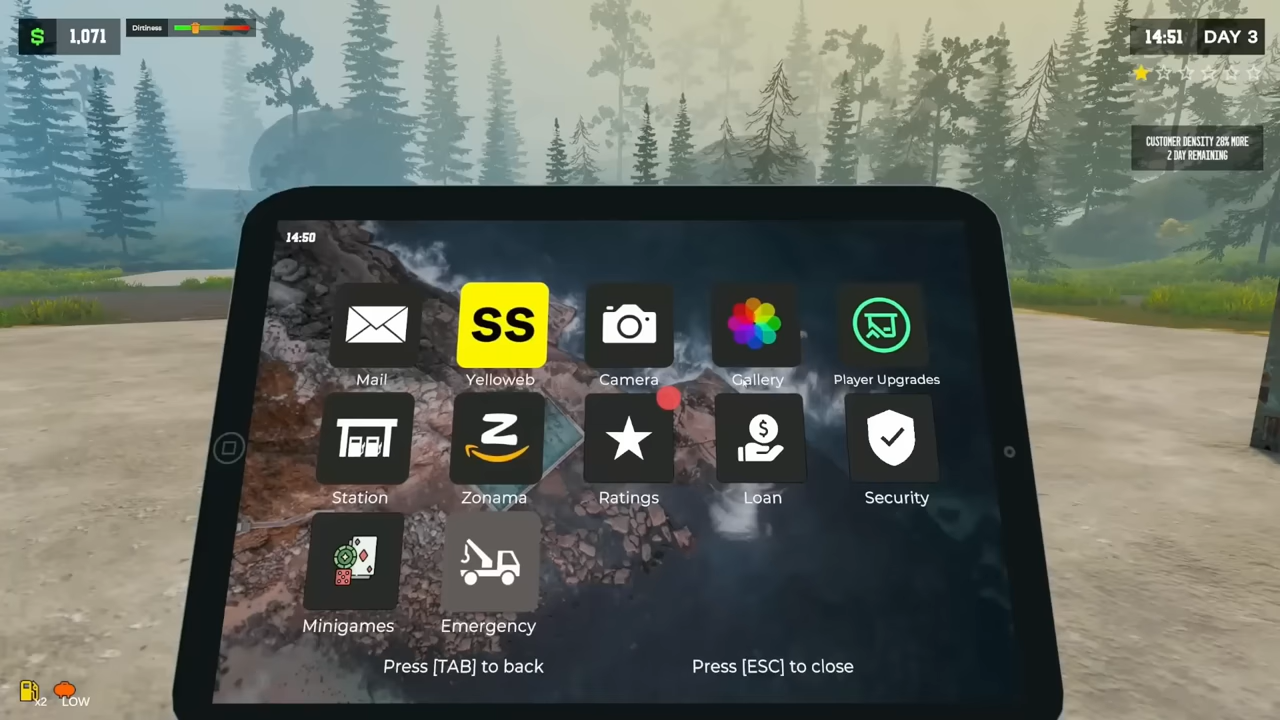 $ 1,071
Dirtiness
14:51 DAY 3
CUSTOMER DENSITY 28% MORE
2 DAY REMAINING
14:50
SS
Mail
Yelloweb
Camera
Gallery
Player Upgrades
Z
$
Station
Zonama
Ratings
Loan
Security
Minigames
Emergency
Press [TAB] to back
Press [ESC] to close
x2
LOW